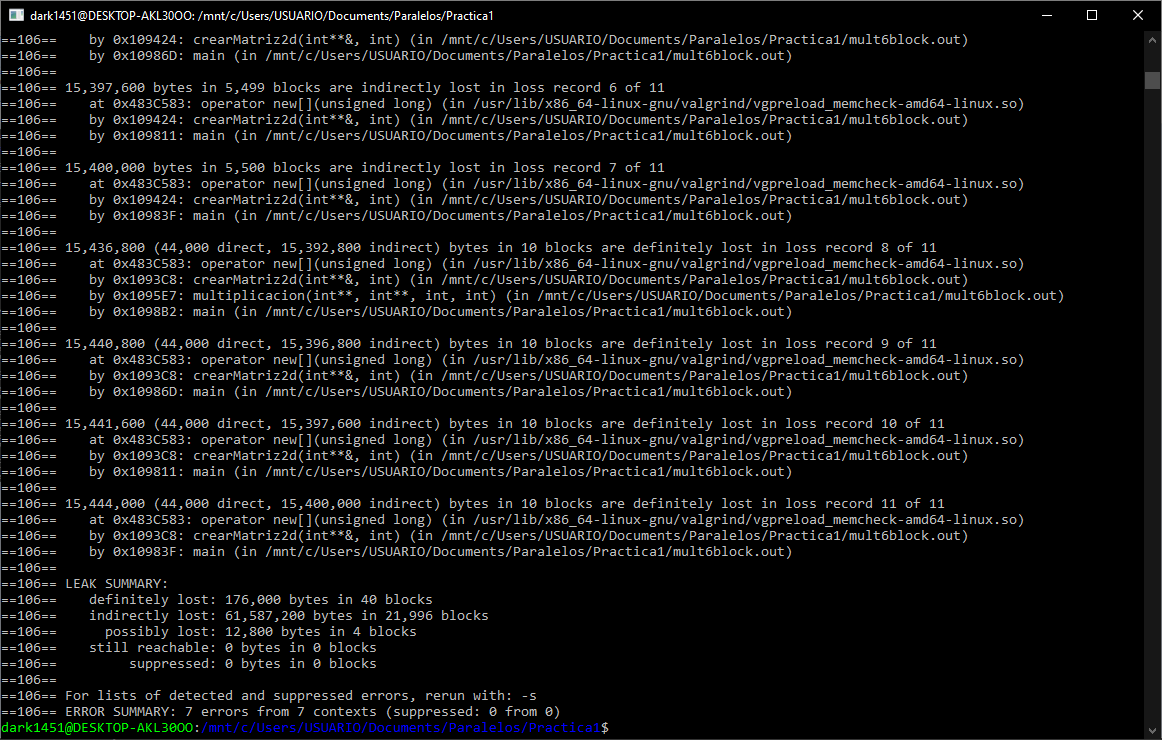 dark1451@DESKTOP-AKL30OO: /mnt/c/Users/USUARIO/Documents/Paralelos/Practica1
==106==    by 0x109424: crearMatriz2d(int**&, int) (in /mnt/c/Users/USUARIO/Documents/Paralelos/Practica1/mult6block.out)
==106==    by 0x10986D: main (in /mnt/c/Users/USUARIO/Documents/Paralelos/Practica1/mult6block.out)
==106==
==106== 15,397,600 bytes in 5,499 blocks are indirectly lost in loss record 6 of 11
==106==    at 0x483C583: operator new[](unsigned long) (in /usr/lib/x86_64-linux-gnu/valgrind/vgpreload_memcheck-amd64-linux.so)
==106==    by 0x109424: crearMatriz2d(int**&, int) (in /mnt/c/Users/USUARIO/Documents/Paralelos/Practica1/mult6block.out)
==106==    by 0x109811: main (in /mnt/c/Users/USUARIO/Documents/Paralelos/Practica1/mult6block.out)
==106==
==106== 15,400,000 bytes in 5,500 blocks are indirectly lost in loss record 7 of 11
==106==    at 0x483C583: operator new[](unsigned long) (in /usr/lib/x86_64-linux-gnu/valgrind/vgpreload_memcheck-amd64-linux.so)
==106==    by 0x109424: crearMatriz2d(int**&, int) (in /mnt/c/Users/USUARIO/Documents/Paralelos/Practica1/mult6block.out)
==106==    by 0x10983F: main (in /mnt/c/Users/USUARIO/Documents/Paralelos/Practica1/mult6block.out)
==106==
==106== 15,436,800 (44,000 direct, 15,392,800 indirect) bytes in 10 blocks are definitely lost in loss record 8 of 11
==106==    at 0x483C583: operator new[](unsigned long) (in /usr/lib/x86_64-linux-gnu/valgrind/vgpreload_memcheck-amd64-linux.so)
==106==    by 0x1093C8: crearMatriz2d(int**&, int) (in /mnt/c/Users/USUARIO/Documents/Paralelos/Practica1/mult6block.out)
==106==    by 0x1095E7: multiplicacion(int**, int**, int, int) (in /mnt/c/Users/USUARIO/Documents/Paralelos/Practica1/mult6block.out)
==106==    by 0x1098B2: main (in /mnt/c/Users/USUARIO/Documents/Paralelos/Practica1/mult6block.out)
==106==
==106== 15,440,800 (44,000 direct, 15,396,800 indirect) bytes in 10 blocks are definitely lost in loss record 9 of 11
==106==    at 0x483C583: operator new[](unsigned long) (in /usr/lib/x86_64-linux-gnu/valgrind/vgpreload_memcheck-amd64-linux.so)
==106==    by 0x1093C8: crearMatriz2d(int**&, int) (in /mnt/c/Users/USUARIO/Documents/Paralelos/Practica1/mult6block.out)
==106==    by 0x10986D: main (in /mnt/c/Users/USUARIO/Documents/Paralelos/Practica1/mult6block.out)
==106==
==106== 15,441,600 (44,000 direct, 15,397,600 indirect) bytes in 10 blocks are definitely lost in loss record 10 of 11
==106==    at 0x483C583: operator new[](unsigned long) (in /usr/lib/x86_64-linux-gnu/valgrind/vgpreload_memcheck-amd64-linux.so)
==106==    by 0x1093C8: crearMatriz2d(int**&, int) (in /mnt/c/Users/USUARIO/Documents/Paralelos/Practica1/mult6block.out)
==106==    by 0x109811: main (in /mnt/c/Users/USUARIO/Documents/Paralelos/Practica1/mult6block.out)
==106==
==106== 15,444,000 (44,000 direct, 15,400,000 indirect) bytes in 10 blocks are definitely lost in loss record 11 of 11
==106==    at 0x483C583: operator new[](unsigned long) (in /usr/lib/x86_64-linux-gnu/valgrind/vgpreload_memcheck-amd64-linux.so)
==106==    by 0x1093C8: crearMatriz2d(int**&, int) (in /mnt/c/Users/USUARIO/Documents/Paralelos/Practica1/mult6block.out)
==106==    by 0x10983F: main (in /mnt/c/Users/USUARIO/Documents/Paralelos/Practica1/mult6block.out)
==106==
==106== LEAK SUMMARY:
==106==    definitely lost: 176,000 bytes in 40 blocks
==106==    indirectly lost: 61,587,200 bytes in 21,996 blocks
==106==      possibly lost: 12,800 bytes in 4 blocks
==106==    still reachable: 0 bytes in 0 blocks
==106==         suppressed: 0 bytes in 0 blocks
==106==
==106== For lists of detected and suppressed errors, rerun with: -s
==106== ERROR SUMMARY: 7 errors from 7 contexts (suppressed: 0 from 0)
dark1451@DESKTOP-AKL30OO:/mnt/c/Users/USUARIO/Documents/Paralelos/Practica1$